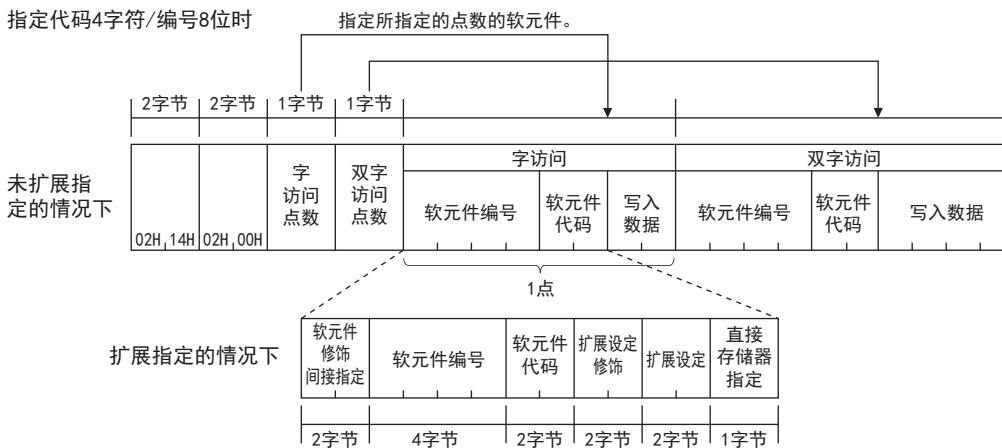 指定代码4字符/编号8位时
指定所指定的点数的软元件。
2字节 2字节 1字节 1字节
未扩展指
定的情况下
02H,14H
02H,00H
字
访问
点数
双字
访问
点数
字访问
软元件编号
软元件
代码
写入
数据
双字访问
软元件编号
软元件
代码
写入数据
1点
扩展指定的情况下
软元件
修饰
间接指定
软元件编号
软元件
代码
扩展设定
修饰
扩展设定
直接
存储器
指定
2字节 4字节 2字节 2字节 2字节 1字节